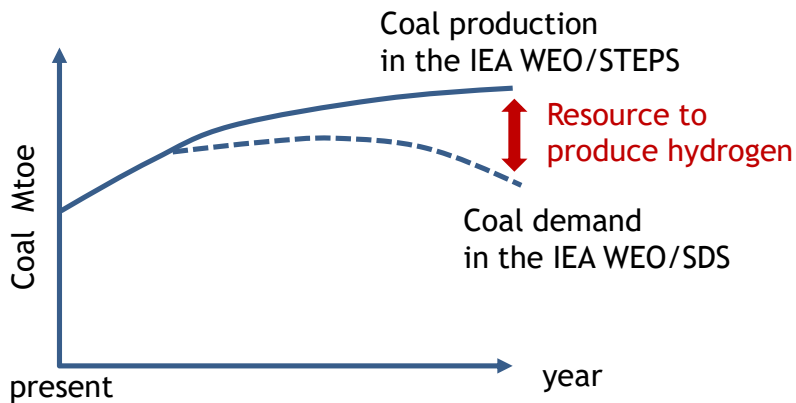 Coal production
in the IEA WEO/STEPS
Resource to
produce hydrogen
Coal demand
in the IEA WEO/SDS
Coal Mtoe
present
year